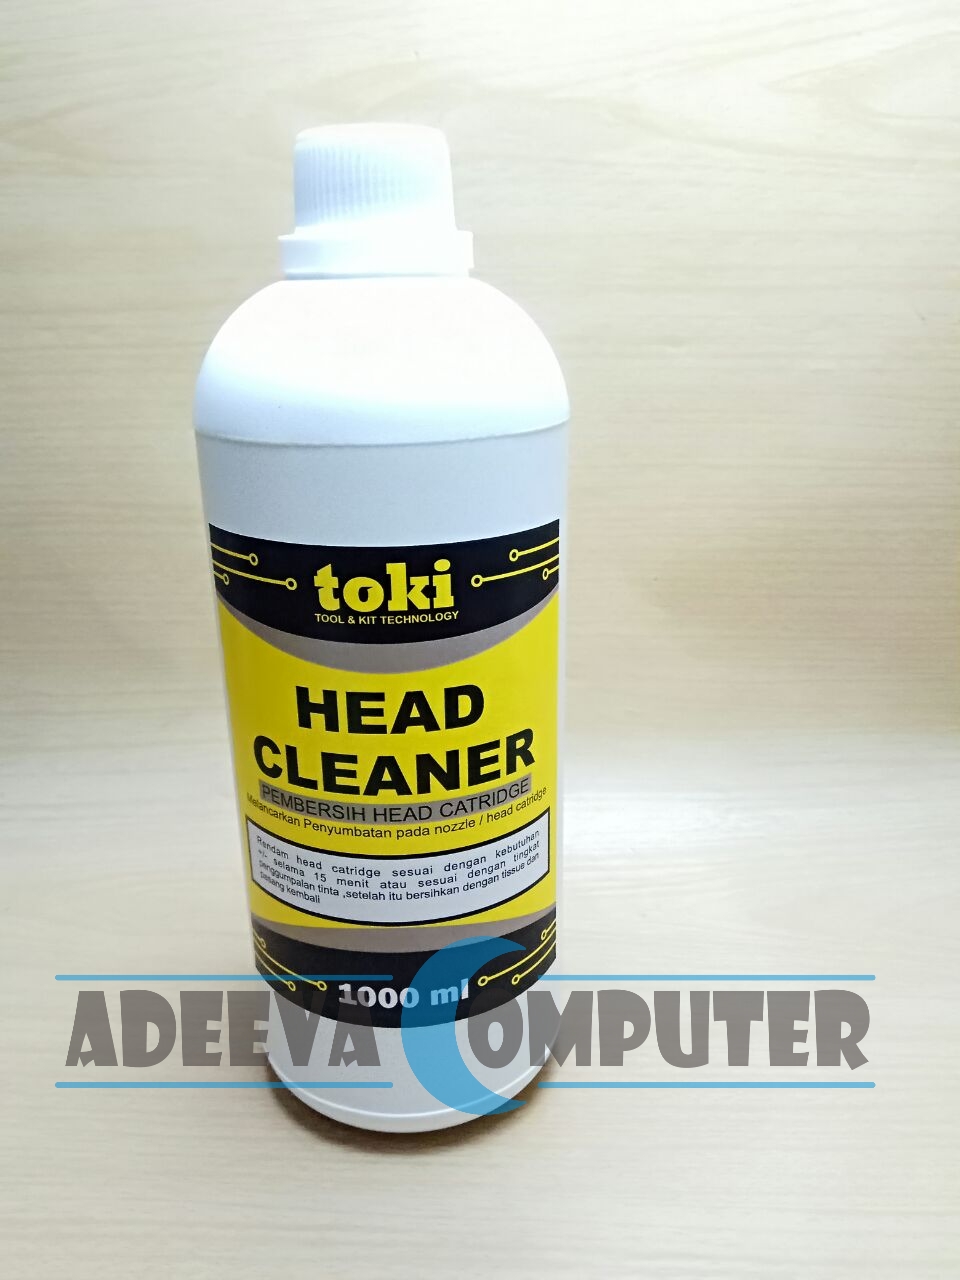 toki
TOOL & KIT TECHNOLOGY
HEAD
CLEANER
PEMBERSIH HEAD CATRIDGE
Melancarkan Penyumbatan pada nozzle / head catridge
Rendam head catridge sesuai dengan kebutuhan
+/- selama 15 menit atau sesuai dengan tingkat
penggumpalan tinta ,setelah itu bersihkan dengan tissue dan
pasang kembali
1000 ml
ADEEVA COMPUTER